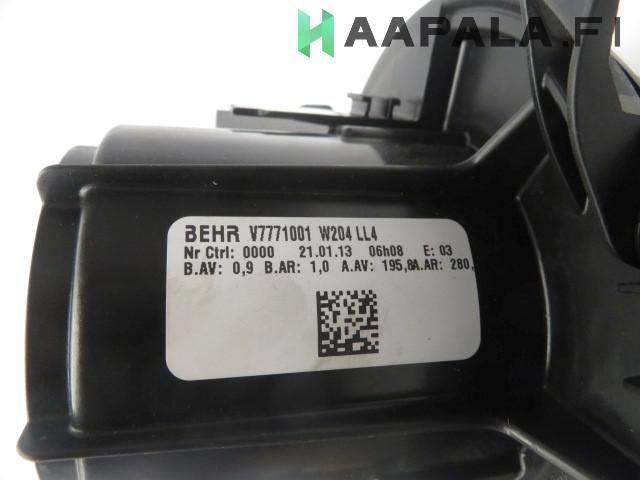 HAAPALA.FI
BEHR V7771001 W204 LL4
Nr Ctrl: 0000 21.01.13 06h08 E: 03
B.AV: 0,9 B.AR: 1,0 A.AV: 195,8A.AR: 280,